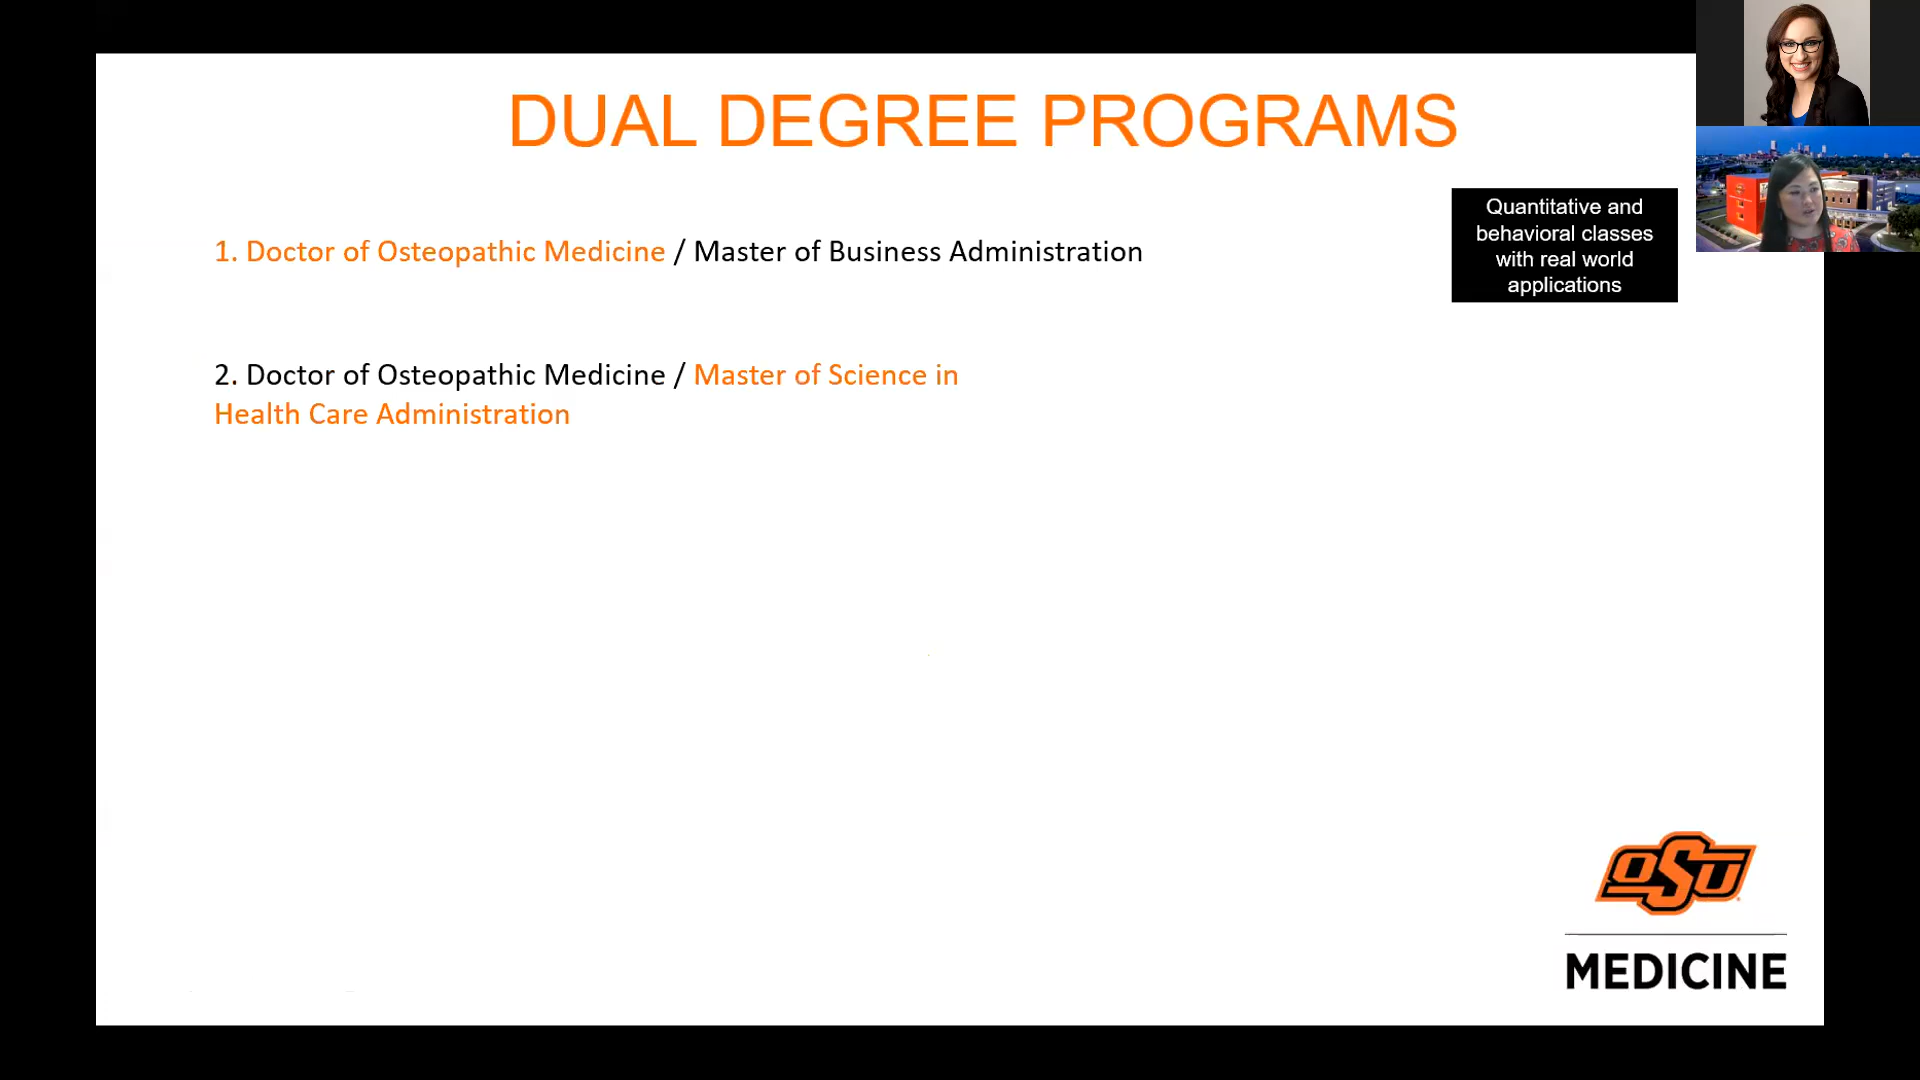 DUAL DEGREE PROGRAMS
1. Doctor of Osteopathic Medicine / Master of Business Administration
Quantitative and
behavioral classes
with real world
applications
2. Doctor of Osteopathic Medicine / Master of Science in
Health Care Administration
OSU
MEDICINE